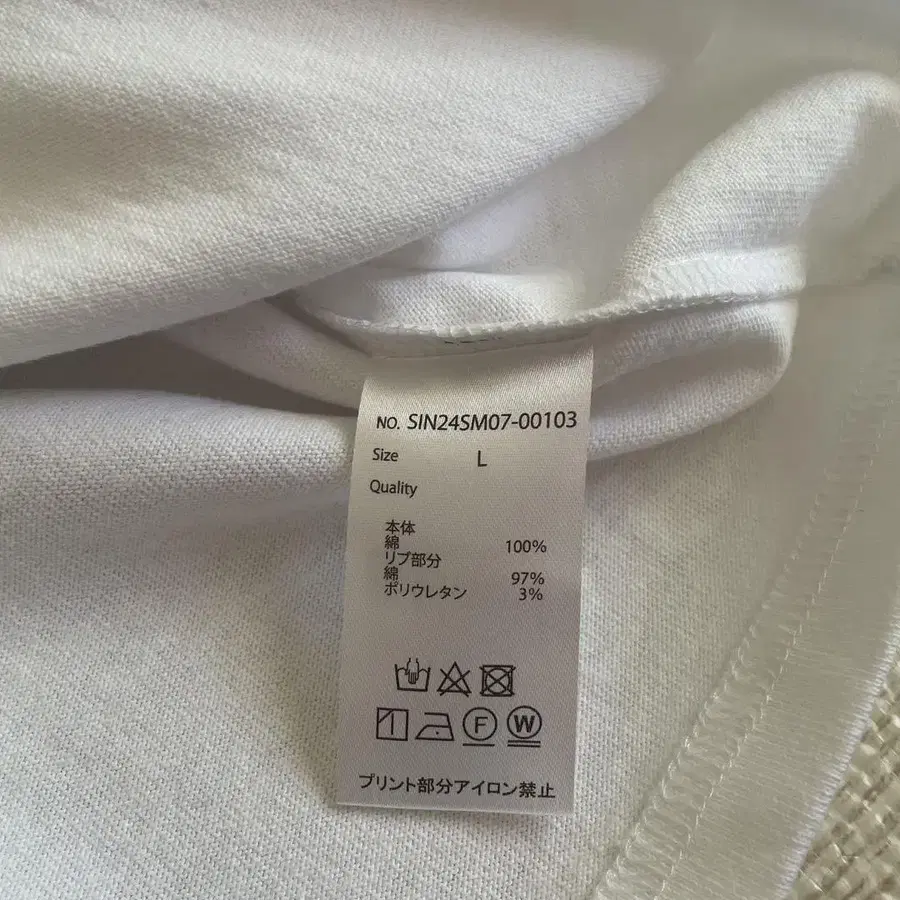 NO. SIN24SM07-00103
Size L
Quality
本体
綿 100%
リブ部分
綿 97%
ポリウレタン 3%
F W
プリント部分アイロン禁止